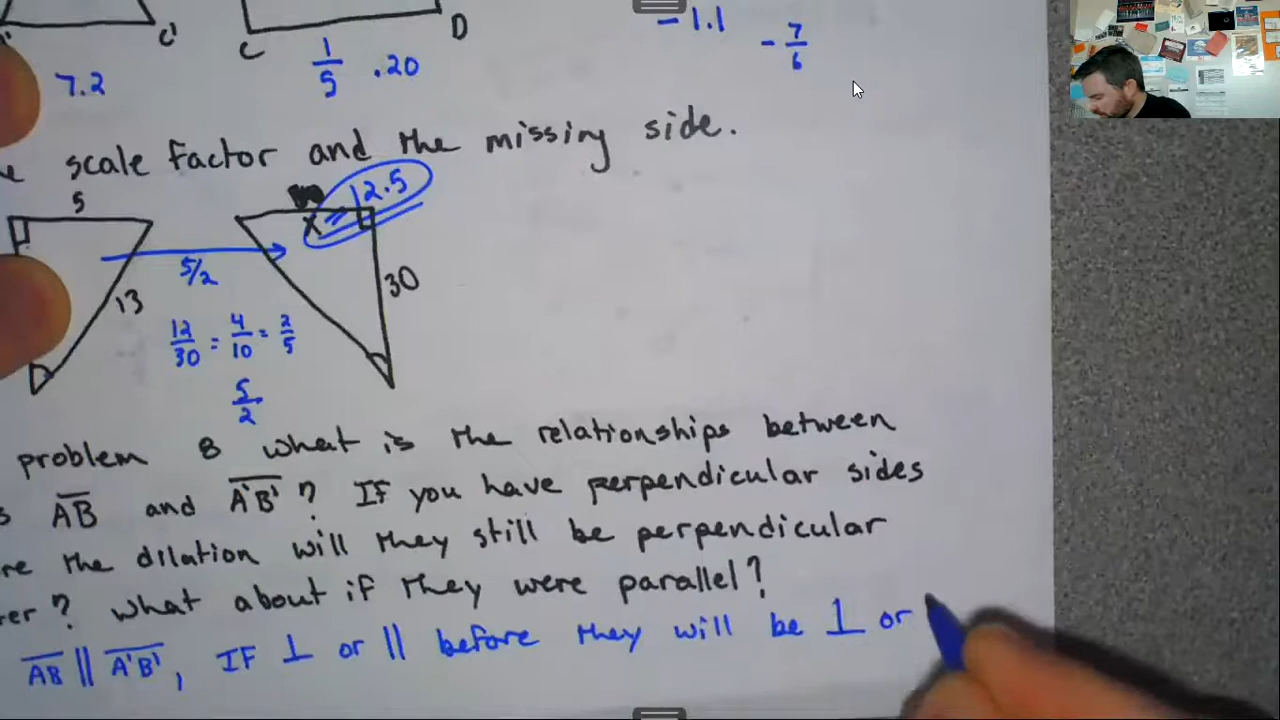 C' C D
7.2 1/5 .20 -1.1 -7/6
scale factor and the missing side.
5 x = 12.5
5/2
13 30
12/30 = 4/10 = 2/5
5/2
problem 8 what is the relationships between
AB and A'B'? IF you have perpendicular sides
the dilation will they still be perpendicular
? what about if they were parallel?
AB || A'B', IF ⊥ or || before they will be ⊥ or